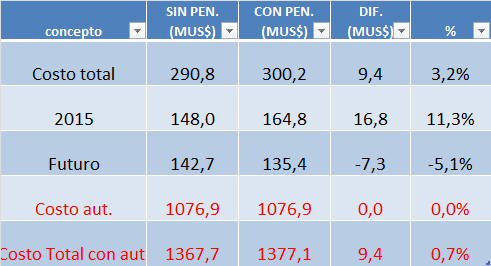 concepto SIN PEN. (MUS$) CON PEN. (MUS$) DIF. (MUS$) %
Costo total 290,8 300,2 9,4 3,2%
2015 148,0 164,8 16,8 11,3%
Futuro 142,7 135,4 -7,3 -5,1%
Costo aut. 1076,9 1076,9 0,0 0,0%
Costo Total con aut 1367,7 1377,1 9,4 0,7%